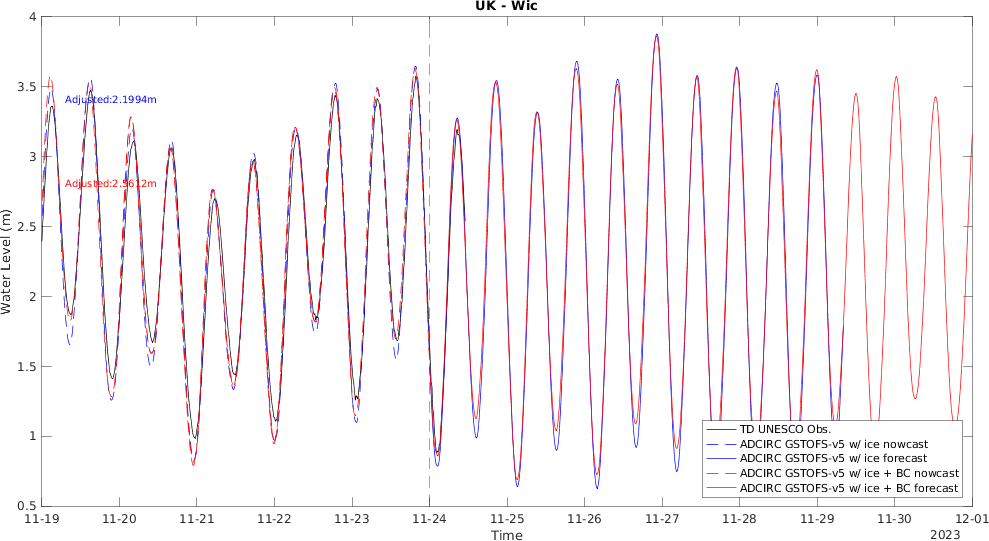 UK - Wic
4
3.5
3
2.5
2
1.5
1
0.5
Water Level (m)
Adjusted:2.1994m
Adjusted:2.5612m
TD UNESCO Obs.
ADCIRC GSTOFS-v5 w/ ice nowcast
ADCIRC GSTOFS-v5 w/ ice forecast
ADCIRC GSTOFS-v5 w/ ice + BC nowcast
ADCIRC GSTOFS-v5 w/ ice + BC forecast
11-19 11-20 11-21 11-22 11-23 11-24 11-25 11-26 11-27 11-28 11-29 11-30 12-01
Time
2023